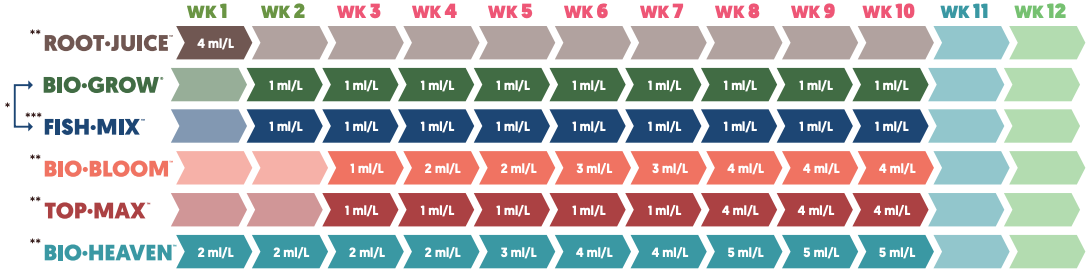 WK 1 WK 2 WK 3 WK 4 WK 5 WK 6 WK 7 WK 8 WK 9 WK 10 WK 11 WK 12
** ROOT•JUICE™ 4 ml/L
BIO•GROW® 1 ml/L 1 ml/L 1 ml/L 1 ml/L 1 ml/L 1 ml/L 1 ml/L 1 ml/L 1 ml/L
*
*** FISH•MIX™ 1 ml/L 1 ml/L 1 ml/L 1 ml/L 1 ml/L 1 ml/L 1 ml/L 1 ml/L 1 ml/L
** BIO•BLOOM™ 1 ml/L 2 ml/L 2 ml/L 3 ml/L 3 ml/L 4 ml/L 4 ml/L 4 ml/L
** TOP•MAX™ 1 ml/L 1 ml/L 1 ml/L 1 ml/L 1 ml/L 4 ml/L 4 ml/L 4 ml/L
** BIO•HEAVEN™ 2 ml/L 2 ml/L 2 ml/L 2 ml/L 3 ml/L 4 ml/L 4 ml/L 5 ml/L 5 ml/L 5 ml/L